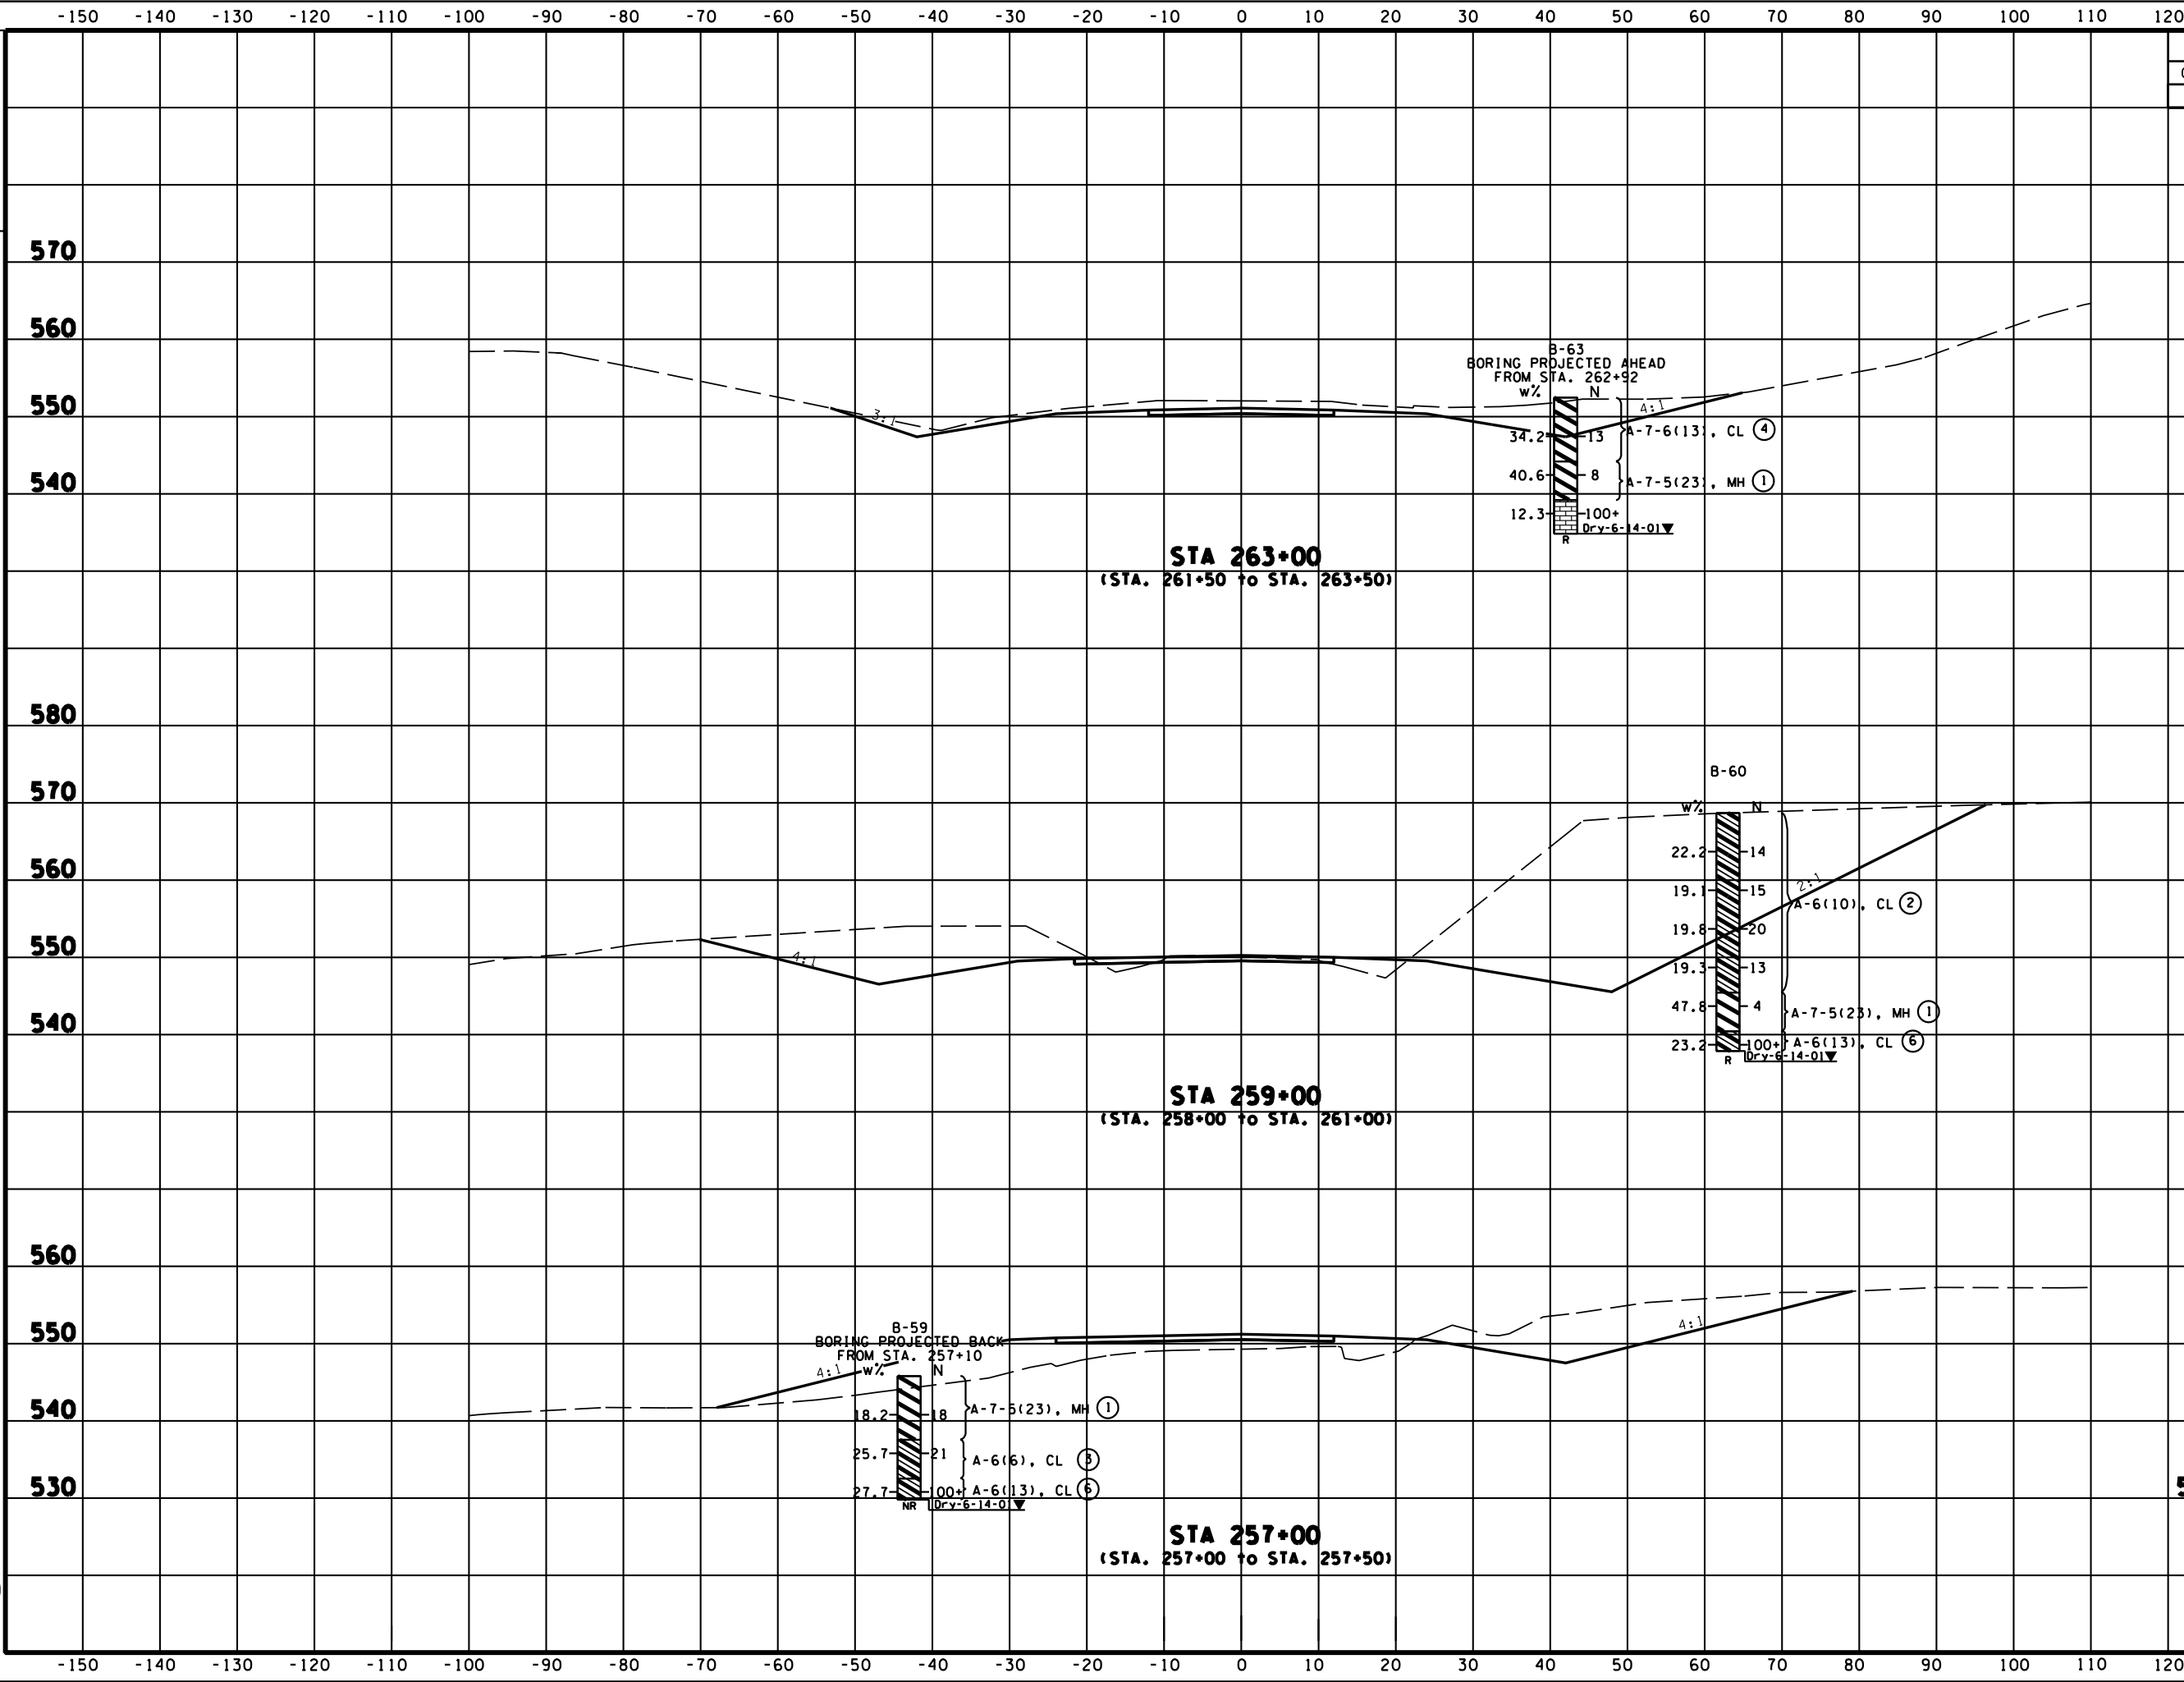 -150 -140 -130 -120 -110 -100 -90 -80 -70 -60 -50 -40 -30 -20 -10 0 10 20 30 40 50 60 70 80 90 100 110 120
570
560
B-63
BORING PROJECTED AHEAD
FROM STA. 262+92
w% N
550
3:1
4:1
34.2 13 A-7-6(13), CL 4
540
40.6 8 A-7-5(23), MH 1
12.3 100+
Dry-6-14-01
R
STA 263+00
(STA. 261+50 to STA. 263+50)
580
B-60
570
w% N
22.2 14
560
2:1
19.1 15
A-6(10), CL 2
19.8 20
550
4:1
19.3 13
47.8 4 A-7-5(23), MH 1
540
23.2 100+ A-6(13), CL 6
Dry-6-14-01
R
STA 259+00
(STA. 258+00 to STA. 261+00)
560
4:1
B-59
550
BORING PROJECTED BACK
FROM STA. 257+10
4:1 w% N
540
18.2 18 A-7-5(23), MH 1
25.7 21 A-6(6), CL 3
530
27.7 100+ A-6(13), CL 6
NR Dry-6-14-01
STA 257+00
(STA. 257+00 to STA. 257+50)
-150 -140 -130 -120 -110 -100 -90 -80 -70 -60 -50 -40 -30 -20 -10 0 10 20 30 40 50 60 70 80 90 100 110 120